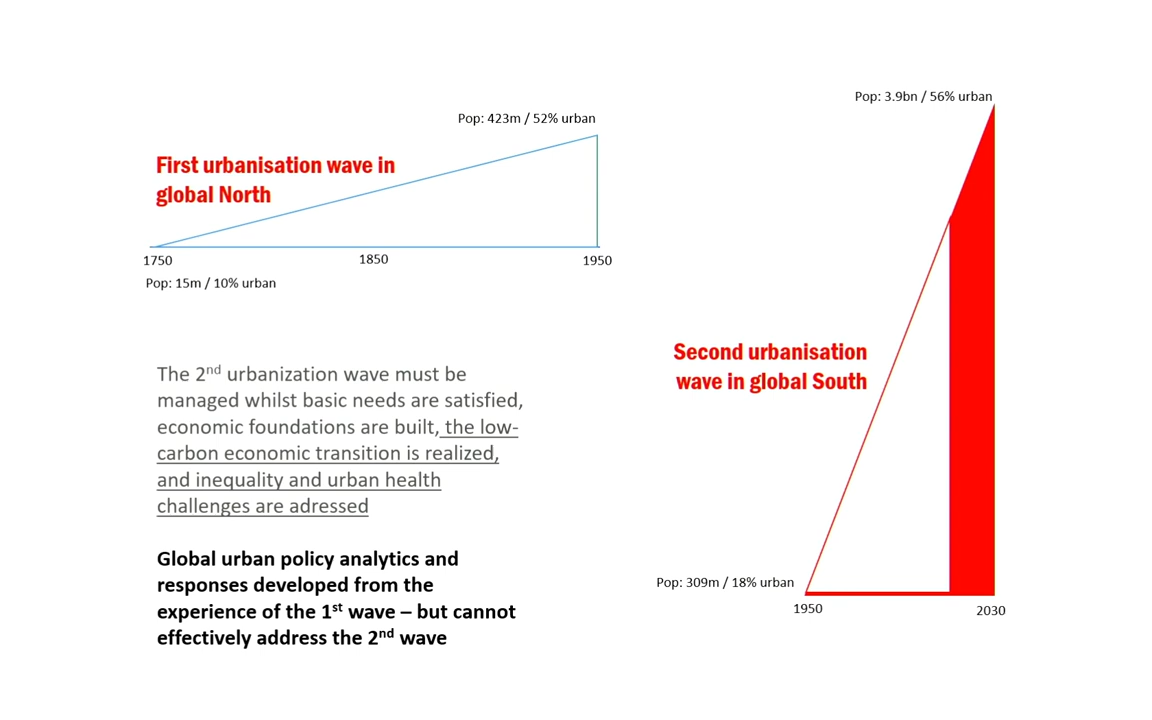 Pop: 3.9bn / 56% urban
Pop: 423m / 52% urban
First urbanisation wave in
global North
1750
1850
1950
Pop: 15m / 10% urban
Second urbanisation
wave in global South
The 2nd urbanization wave must be
managed whilst basic needs are satisfied,
economic foundations are built, the low-
carbon economic transition is realized,
and inequality and urban health
challenges are adressed
Global urban policy analytics and
responses developed from the
experience of the 1st wave – but cannot
effectively address the 2nd wave
Pop: 309m / 18% urban
1950
2030